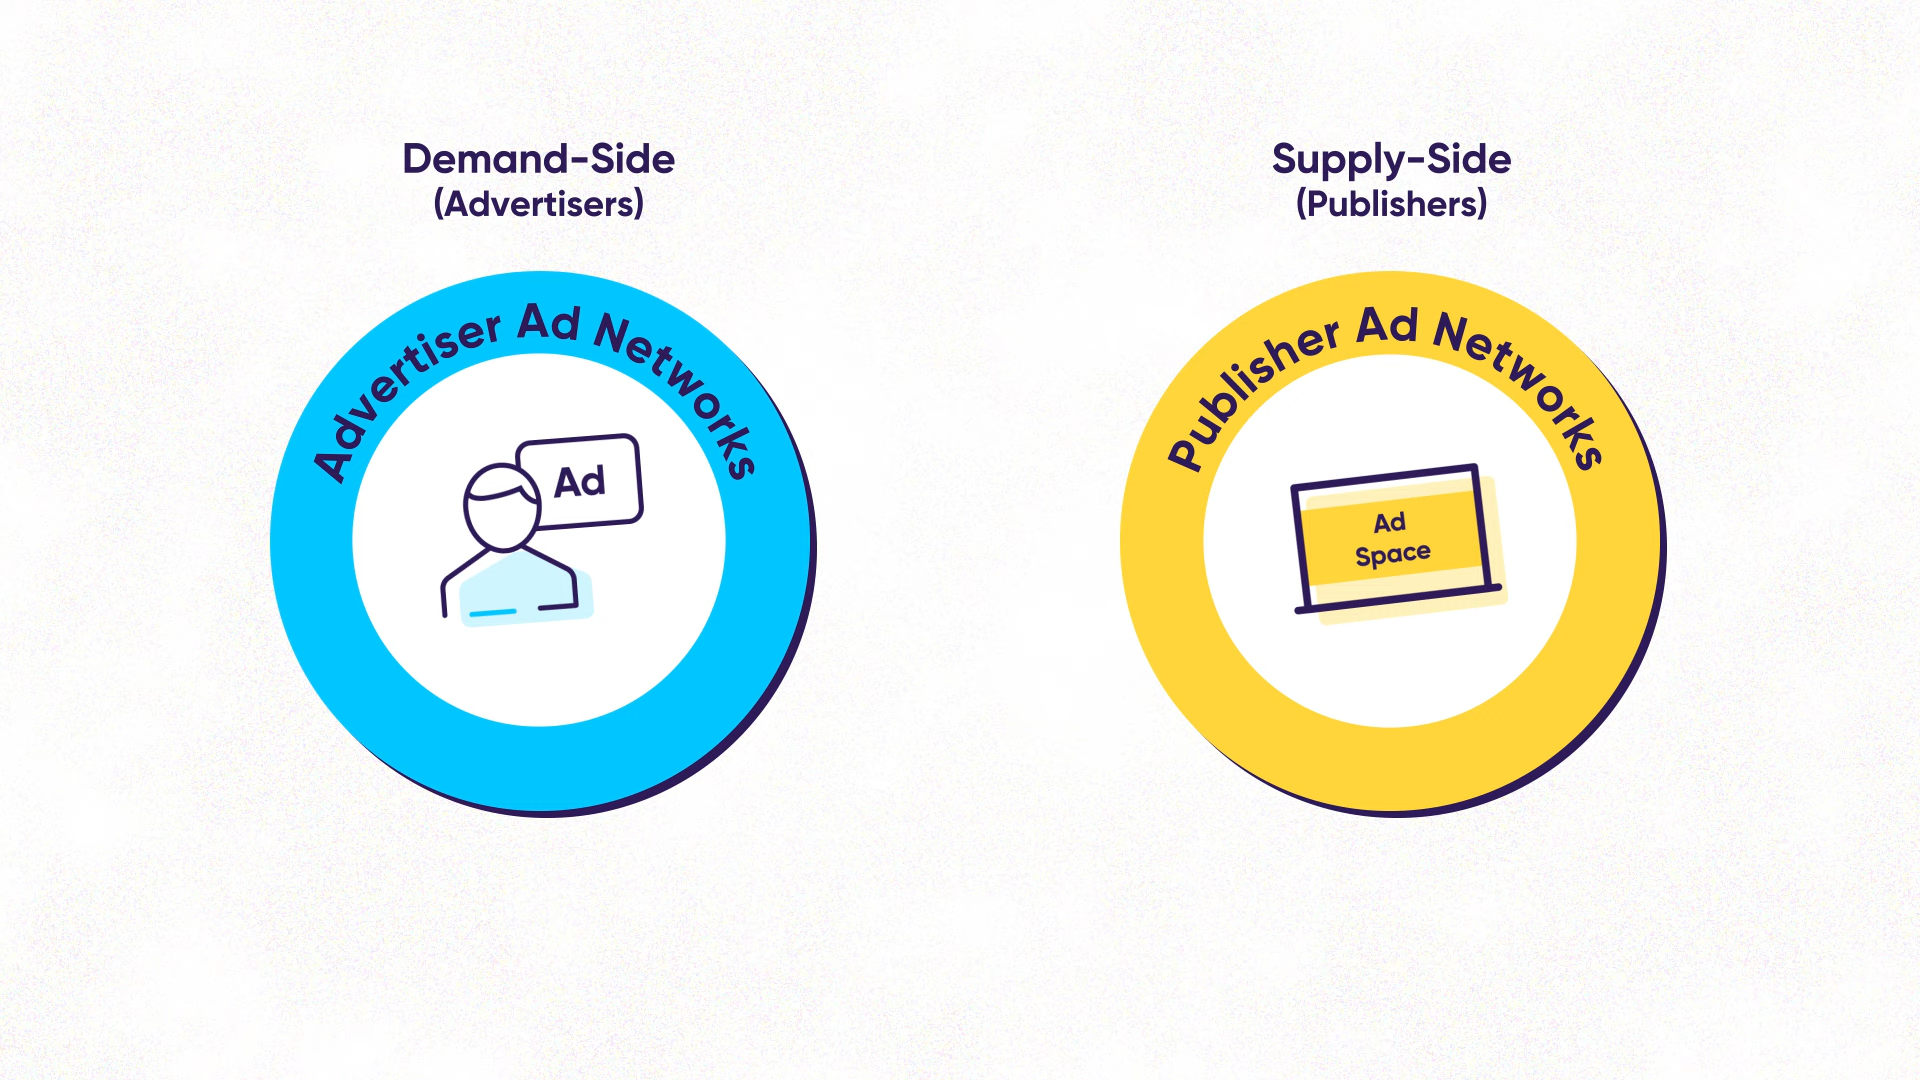 Demand-Side
(Advertisers)
Advertiser Ad Networks
Ad
Supply-Side
(Publishers)
Publisher Ad Networks
Ad
Space